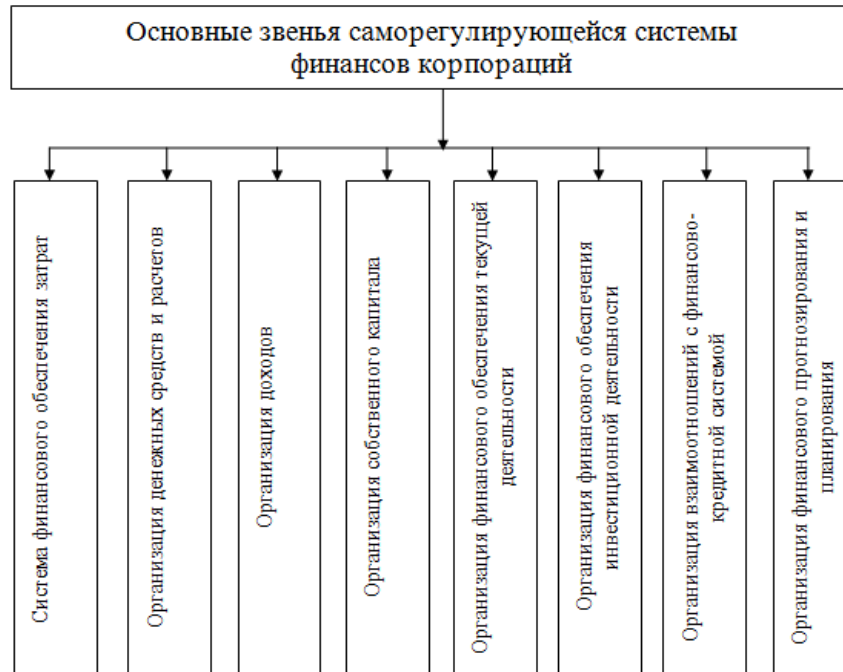 Основные звенья саморегулирующейся системы
финансов корпораций
Система финансового обеспечения затрат
Организация денежных средств и расчетов
Организация доходов
Организация собственного капитала
Организация финансового обеспечения текущей
деятельности
Организация финансового обеспечения
инвестиционной деятельности
Организация взаимоотношений с финансово-
кредитной системой
Организация финансового прогнозирования и
планирования